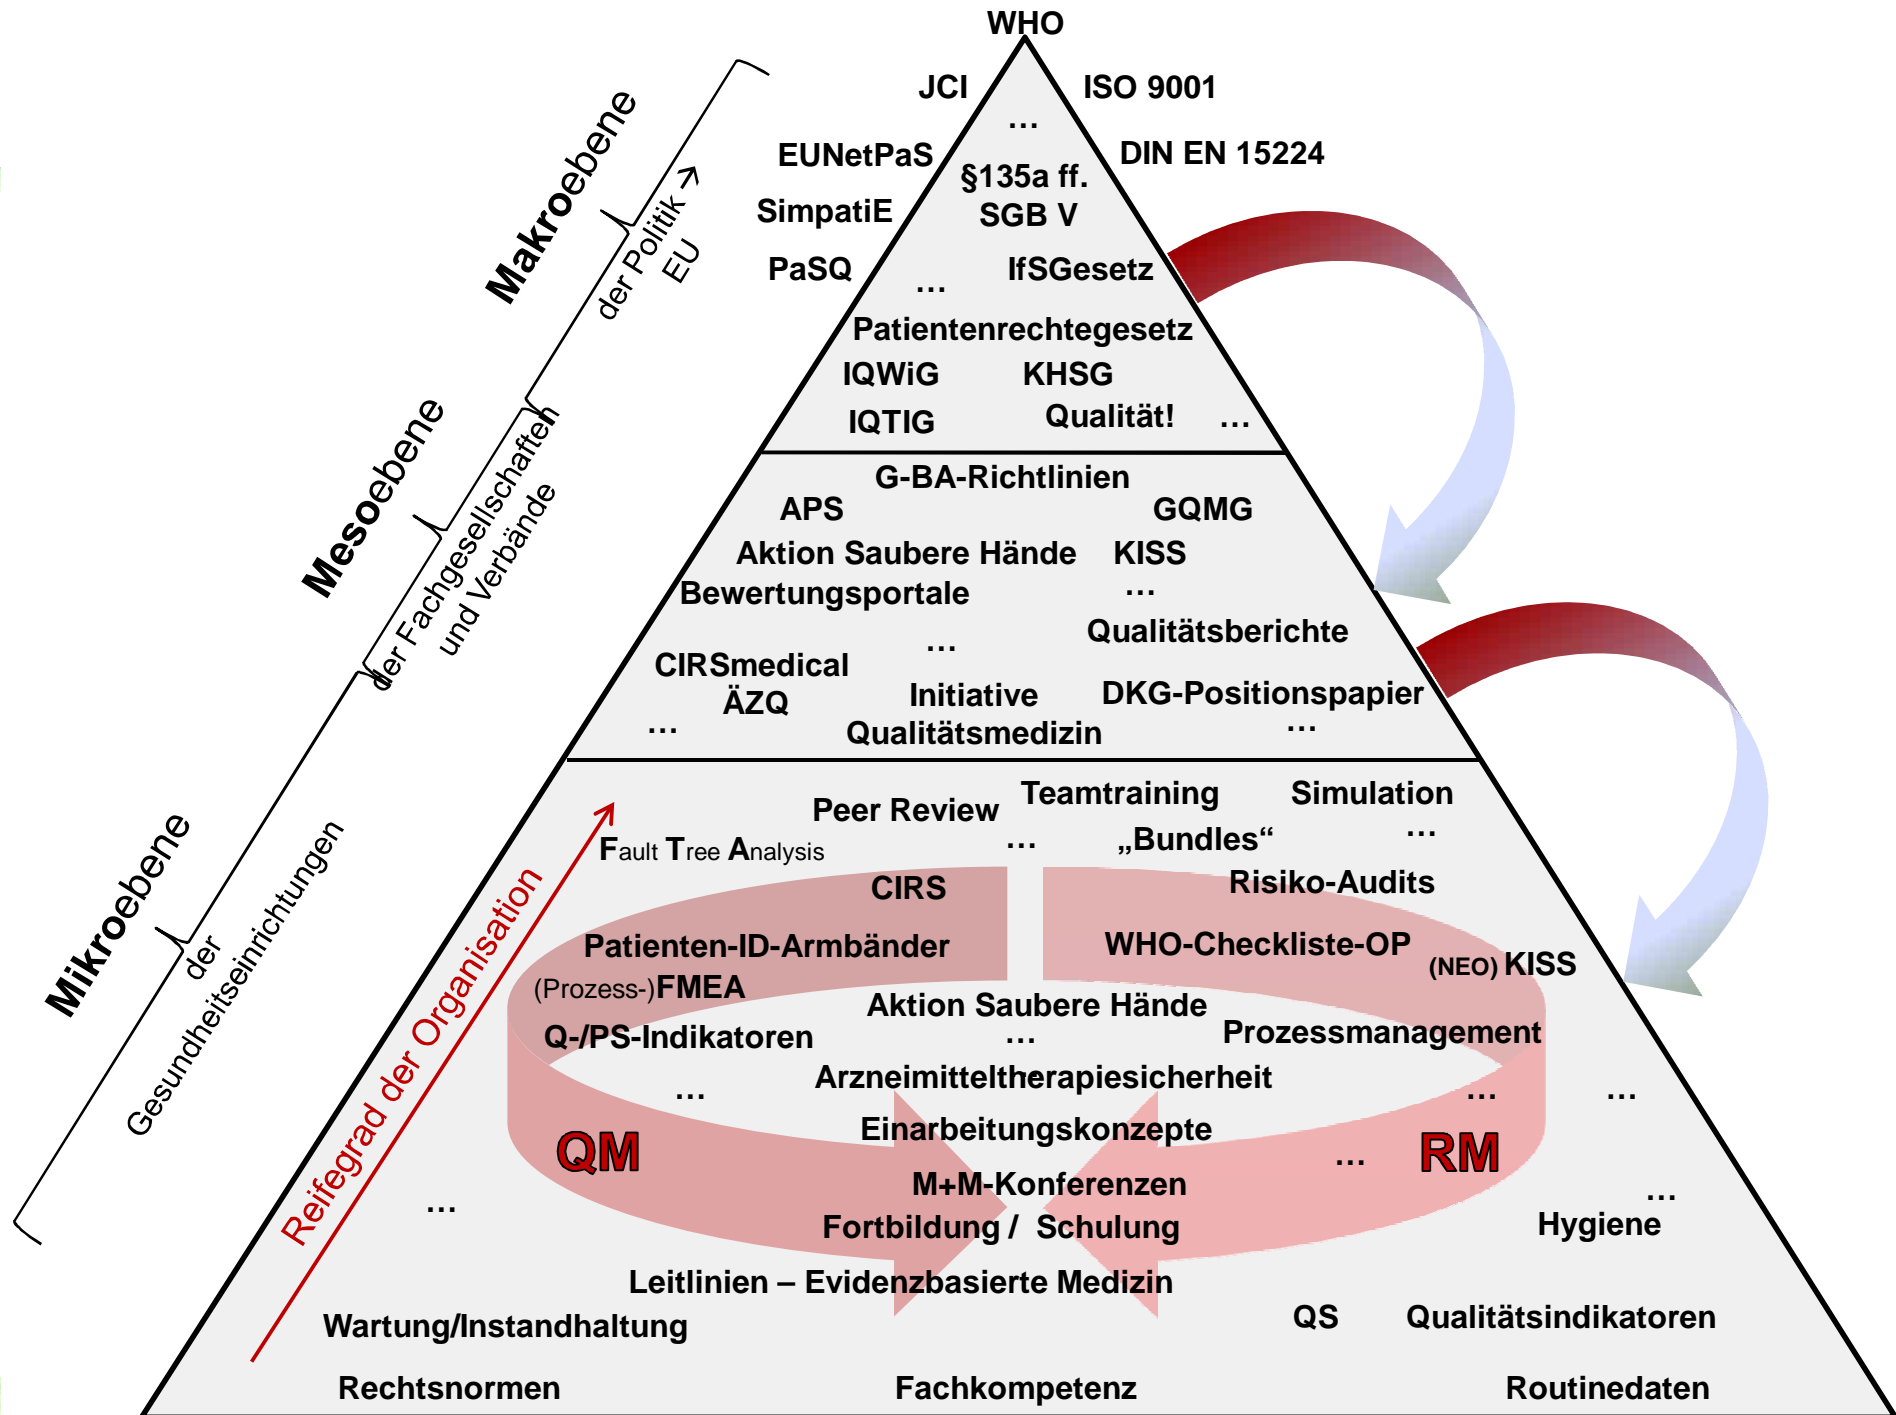 WHO
JCI
ISO 9001
…
EUNetPaS
DIN EN 15224
§135a ff.
SGB V
SimpatiE
PaSQ
…
IfSGesetz
Patientenrechtegesetz
IQWiG
KHSG
IQTIG
Qualität!
…
Makroebene
der Politik →
EU
G-BA-Richtlinien
APS
GQMG
Aktion Saubere Hände
KISS
Bewertungsportale
…
Qualitätsberichte
…
CIRSmedical
ÄZQ
Initiative
Qualitätsmedizin
DKG-Positionspapier
…
…
Mesoebene
der Fachgesellschaften
und Verbände
Peer Review
Teamtraining
Simulation
Fault Tree Analysis
…
„Bundles“
…
CIRS
Risiko-Audits
Patienten-ID-Armbänder
WHO-Checkliste-OP
(NEO) KISS
(Prozess-)FMEA
Aktion Saubere Hände
Q-/PS-Indikatoren
…
Prozessmanagement
Arzneimitteltherapiesicherheit
…
…
…
…
Einarbeitungskonzepte
QM
RM
…
M+M-Konferenzen
…
…
Fortbildung / Schulung
Hygiene
Leitlinien – Evidenzbasierte Medizin
Wartung/Instandhaltung
QS
Qualitätsindikatoren
Rechtsnormen
Fachkompetenz
Routinedaten
Mikroebene
der
Gesundheitseinrichtungen
Reifegrad der Organisation